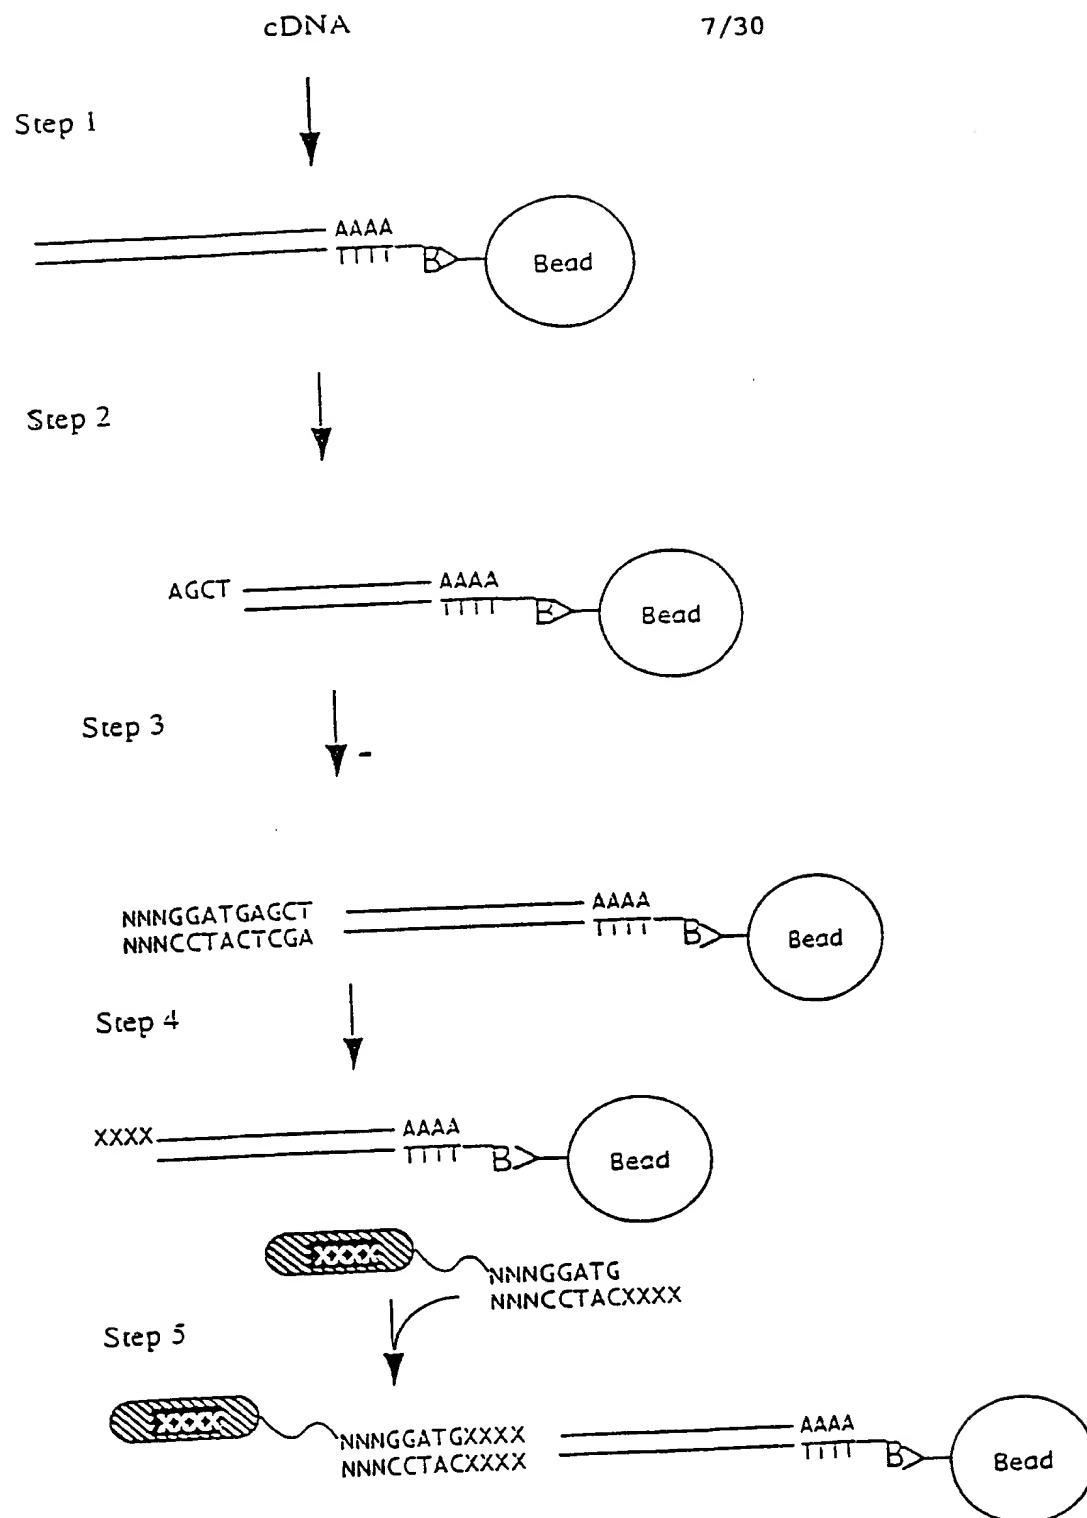 cDNA 7/30
Step 1
AAAA
TTTT B Bead
Step 2
AGCT AAAA
TTTT B Bead
Step 3
NNNGGATGAGCT AAAA
NNNCCTACTCGA TTTT B Bead
Step 4
XXXX AAAA
TTTT B Bead
XXXX
NNNGGATG
NNNCCTACXXXX
Step 5
XXXX
NNNGGATGXXXX AAAA
NNNCCTACXXXX TTTT B Bead